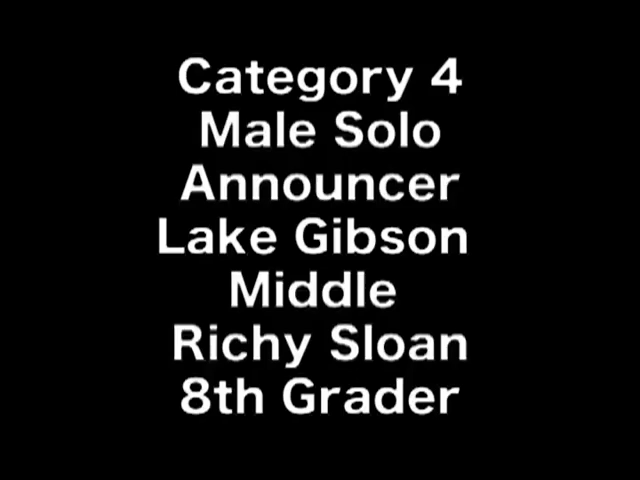 Category 4
Male Solo
Announcer
Lake Gibson
Middle
Richy Sloan
8th Grader